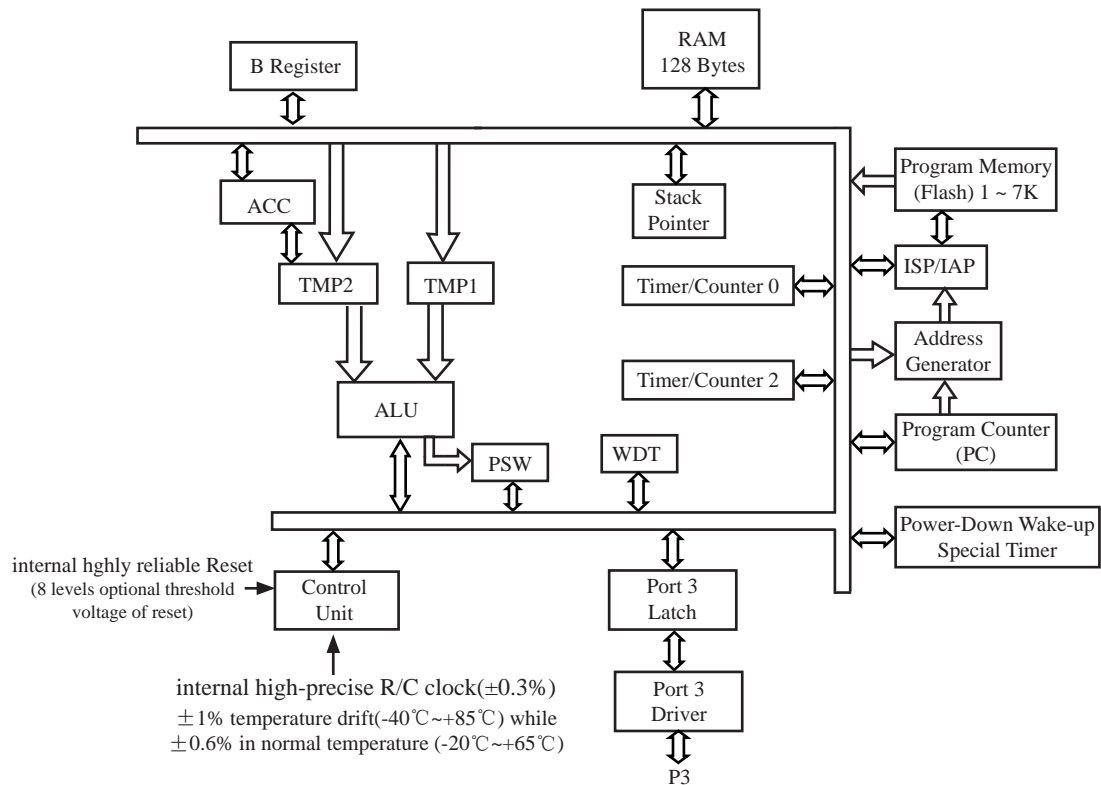 B Register
RAM
128 Bytes
ACC
Stack
Pointer
Program Memory
(Flash) 1 ~ 7K
TMP2
TMP1
Timer/Counter 0
ISP/IAP
Address
Generator
Timer/Counter 2
ALU
PSW
WDT
Program Counter
(PC)
Power-Down Wake-up
Special Timer
internal hghly reliable Reset
(8 levels optional threshold
voltage of reset)
Control
Unit
Port 3
Latch
internal high-precise R/C clock(±0.3%)
±1% temperature drift(-40℃~+85℃) while
±0.6% in normal temperature (-20℃~+65℃)
Port 3
Driver
P3